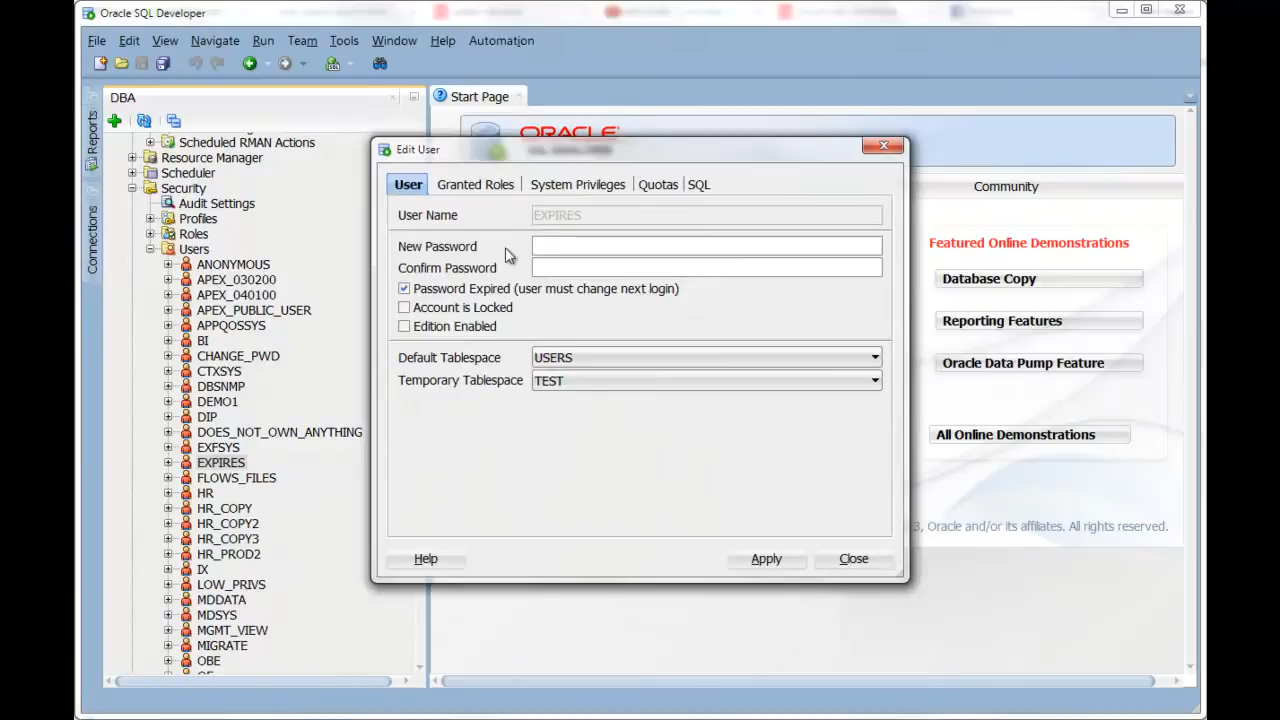 Oracle SQL Developer
File Edit View Navigate Run Team Tools Window Help Automation
DBA
Start Page
Reports
Connections
Scheduled RMAN Actions
Resource Manager
Scheduler
Security
Audit Settings
Profiles
Roles
Users
ANONYMOUS
APEX_030200
APEX_040100
APEX_PUBLIC_USER
APPQOSSYS
BI
CHANGE_PWD
CTXSYS
DBSNMP
DEMO1
DIP
DOES_NOT_OWN_ANYTHING
EXFSYS
EXPIRES
FLOWS_FILES
HR
HR_COPY
HR_COPY2
HR_COPY3
HR_PROD2
IX
LOW_PRIVS
MDDATA
MDSYS
MGMT_VIEW
MIGRATE
OBE
ORACLE
Edit User
User Granted Roles System Privileges Quotas SQL
User Name EXPIRES
New Password
Confirm Password
Password Expired (user must change next login)
Account is Locked
Edition Enabled
Default Tablespace USERS
Temporary Tablespace TEST
Help Apply Close
Community
Featured Online Demonstrations
Database Copy
Reporting Features
Oracle Data Pump Feature
All Online Demonstrations
3, Oracle and/or its affiliates. All rights reserved.